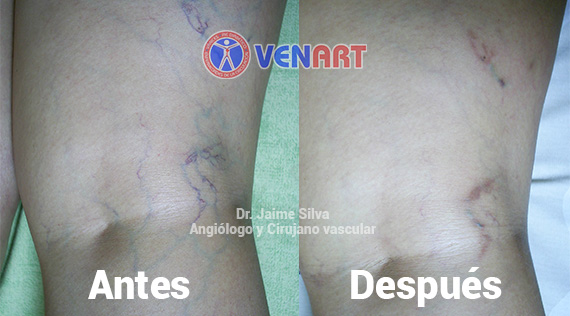 VENART
Dr. Jaime Silva
Angiólogo y Cirujano vascular
Antes
Después